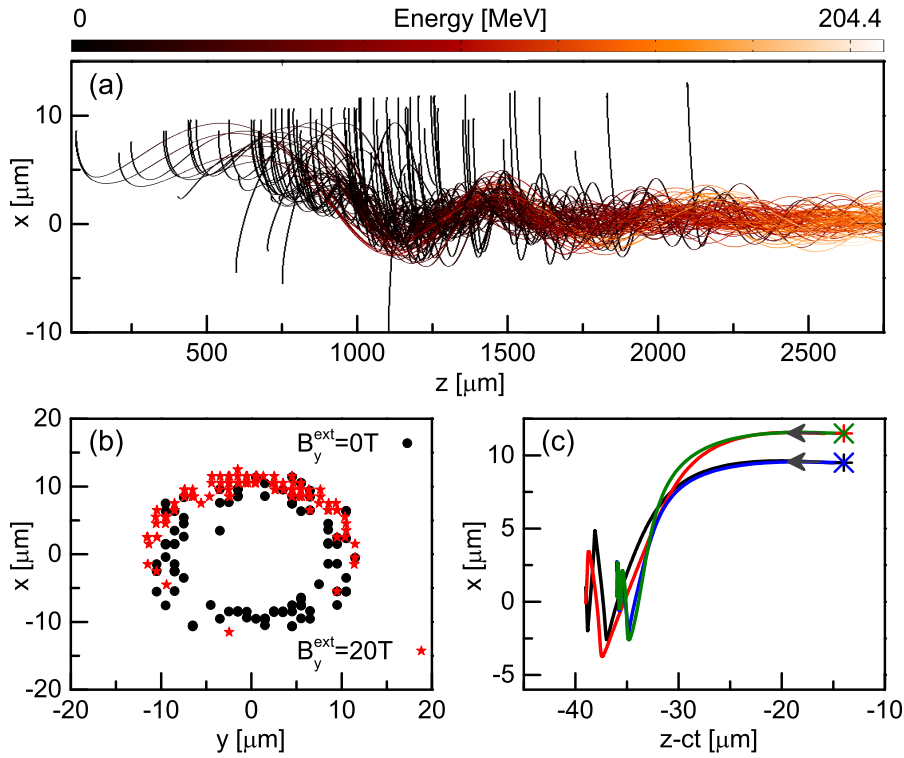 0 Energy [MeV] 204.4
(a)
10
0
-10
x [μm]
500 1000 1500 2000 2500
z [μm]
(b)
B_y^ext=0T
B_y^ext=20T
20
10
0
-10
-20
x [μm]
-20 -10 0 10 20
y [μm]
(c)
10
5
0
-5
x [μm]
-40 -30 -20 -10
z-ct [μm]